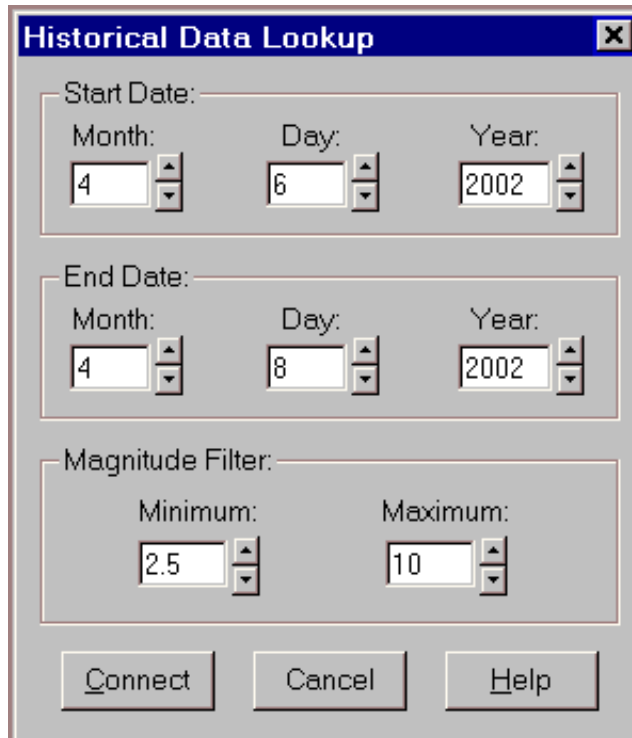 Historical Data Lookup
Start Date:
Month: Day: Year:
4 6 2002
End Date:
Month: Day: Year:
4 8 2002
Magnitude Filter:
Minimum: Maximum:
2.5 10
Connect Cancel Help